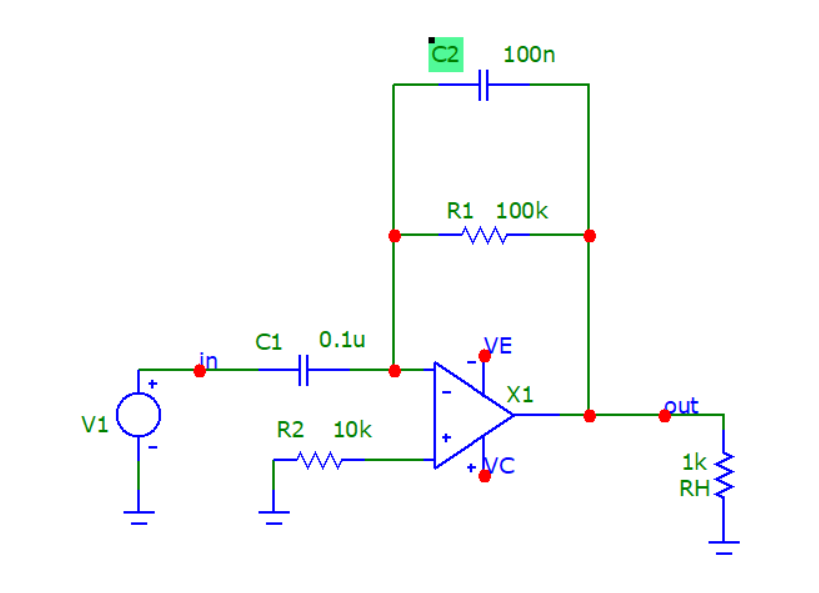 C2 100n
R1 100k
in C1 0.1u
- VE
+ - X1
V1 out
R2 10k +
- + VC 1k
RH